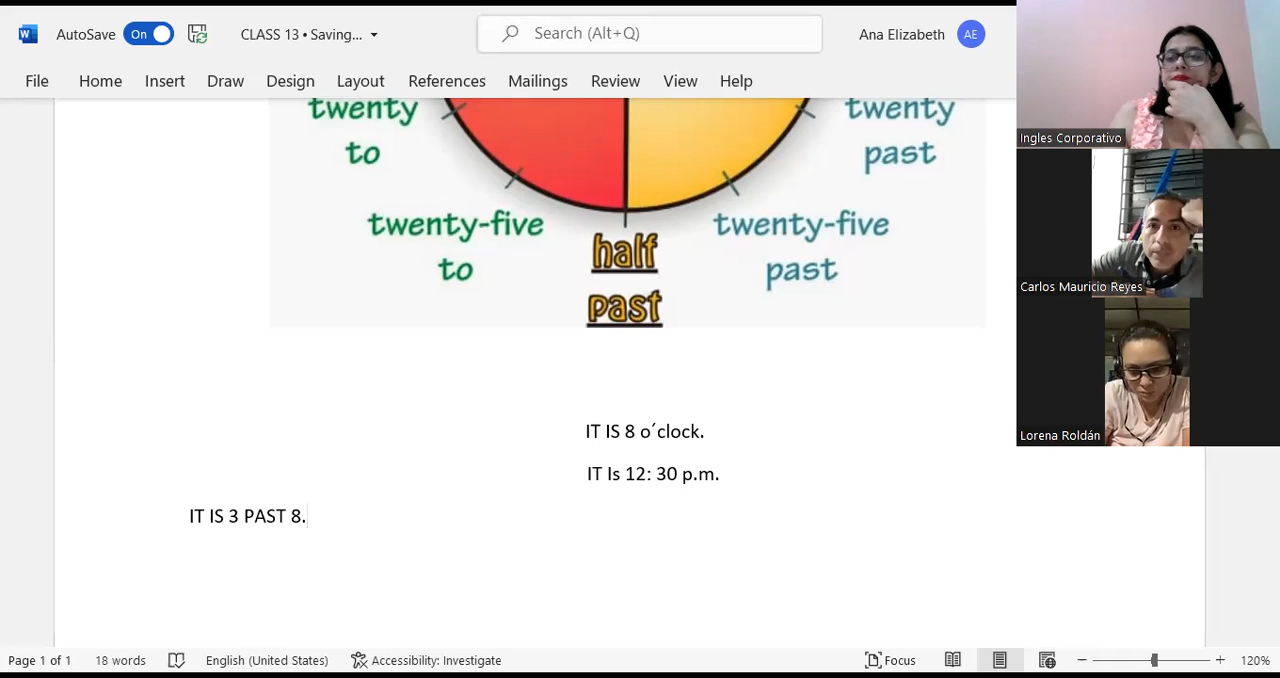 AutoSave On CLASS 13 • Saving... Search (Alt+Q) Ana Elizabeth AE
File Home Insert Draw Design Layout References Mailings Review View Help
twenty
to
twenty
past
twenty-five
to
half
past
twenty-five
past
IT IS 8 o´clock.
IT Is 12: 30 p.m.
IT IS 3 PAST 8.
Ingles Corporativo
Carlos Mauricio Reyes
Lorena Roldán
Page 1 of 1 18 words English (United States) Accessibility: Investigate Focus 120%